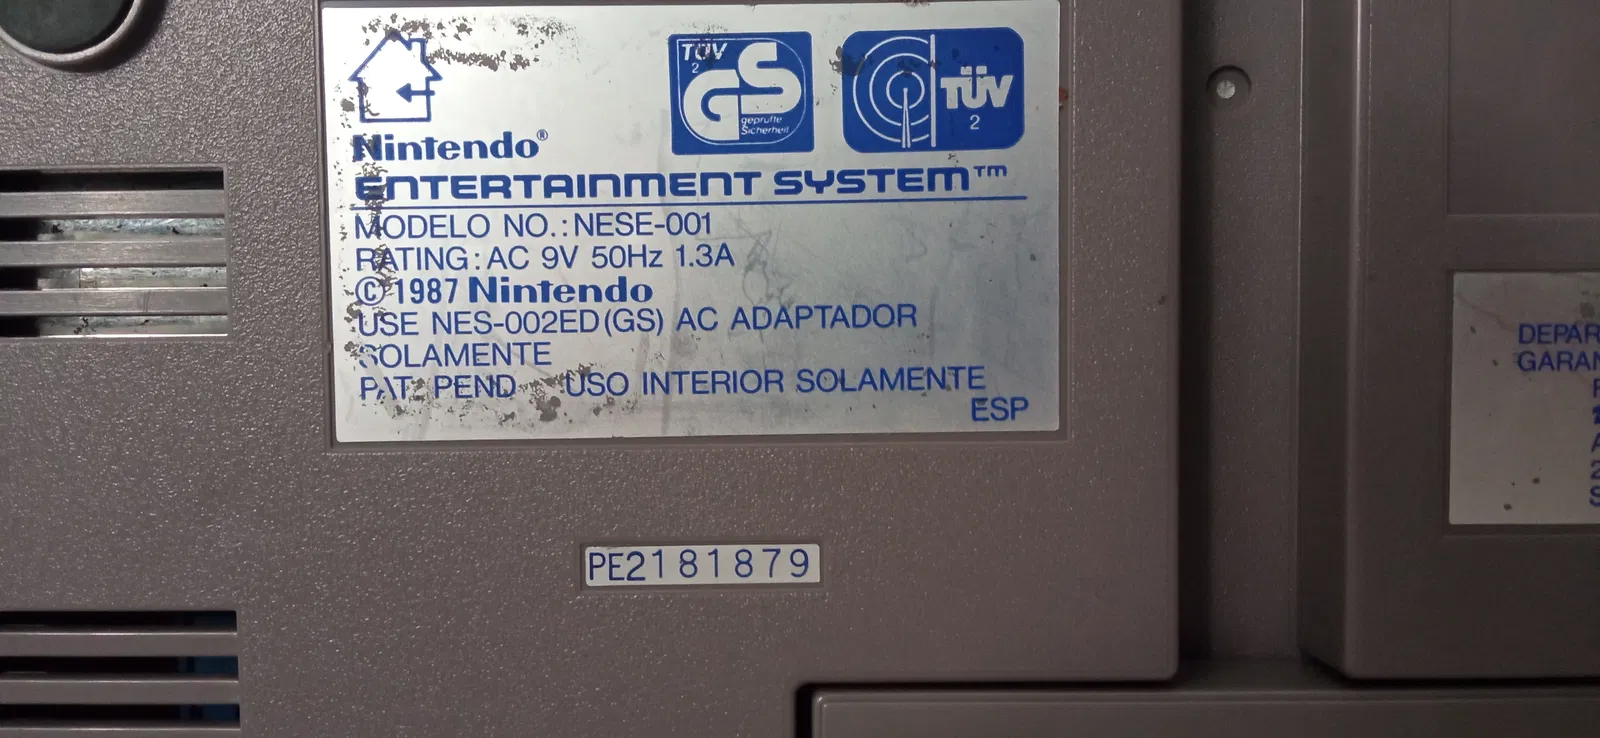 Nintendo®
ENTERTAINMENT SYSTEM™
TÜV
2
GS
geprüfte
Sicherheit
TÜV
2
MODELO NO.: NESE-001
RATING: AC 9V 50Hz 1.3A
© 1987 Nintendo
USE NES-002ED (GS) AC ADAPTADOR
SOLAMENTE
PAT. PEND USO INTERIOR SOLAMENTE
ESP
PE2181879
DEPAR
GARAN